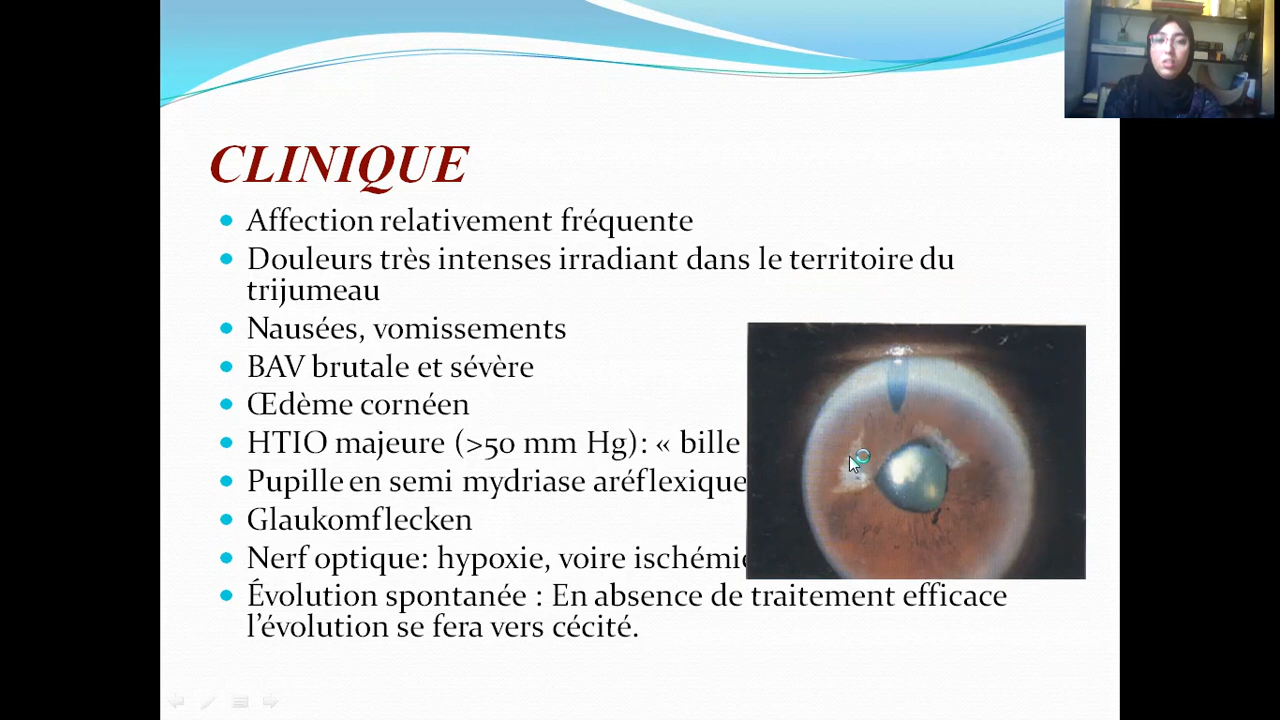 CLINIQUE
Affection relativement fréquente
Douleurs très intenses irradiant dans le territoire du
trijumeau
Nausées, vomissements
BAV brutale et sévère
Œdème cornéen
HTIO majeure (>50 mm Hg): « bille
Pupille en semi mydriase aréflexique
Glaukomflecken
Nerf optique: hypoxie, voire ischémie
Évolution spontanée : En absence de traitement efficace
l’évolution se fera vers cécité.